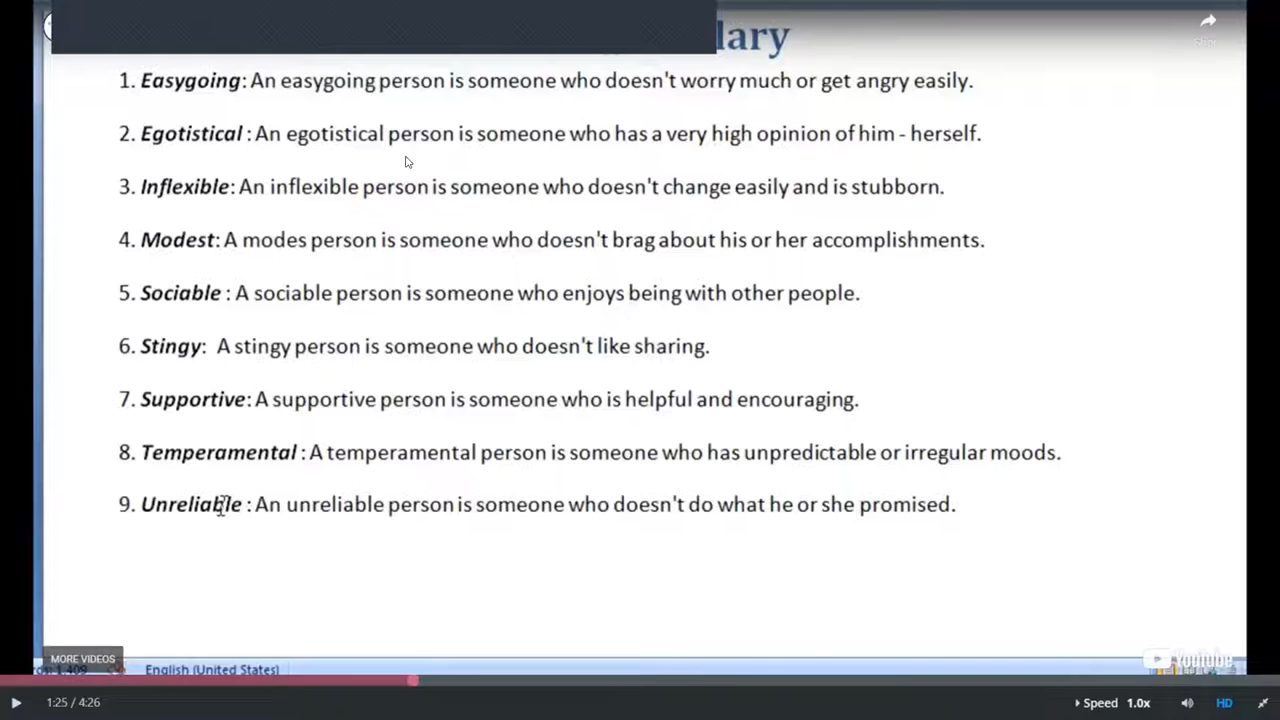 lary
1. Easygoing: An easygoing person is someone who doesn't worry much or get angry easily.
2. Egotistical : An egotistical person is someone who has a very high opinion of him - herself.
3. Inflexible: An inflexible person is someone who doesn't change easily and is stubborn.
4. Modest: A modes person is someone who doesn't brag about his or her accomplishments.
5. Sociable : A sociable person is someone who enjoys being with other people.
6. Stingy: A stingy person is someone who doesn't like sharing.
7. Supportive: A supportive person is someone who is helpful and encouraging.
8. Temperamental : A temperamental person is someone who has unpredictable or irregular moods.
9. Unreliable : An unreliable person is someone who doesn't do what he or she promised.
MORE VIDEOS
YouTube
1,409 English (United States)
1:25 / 4:26 Speed 1.0x HD